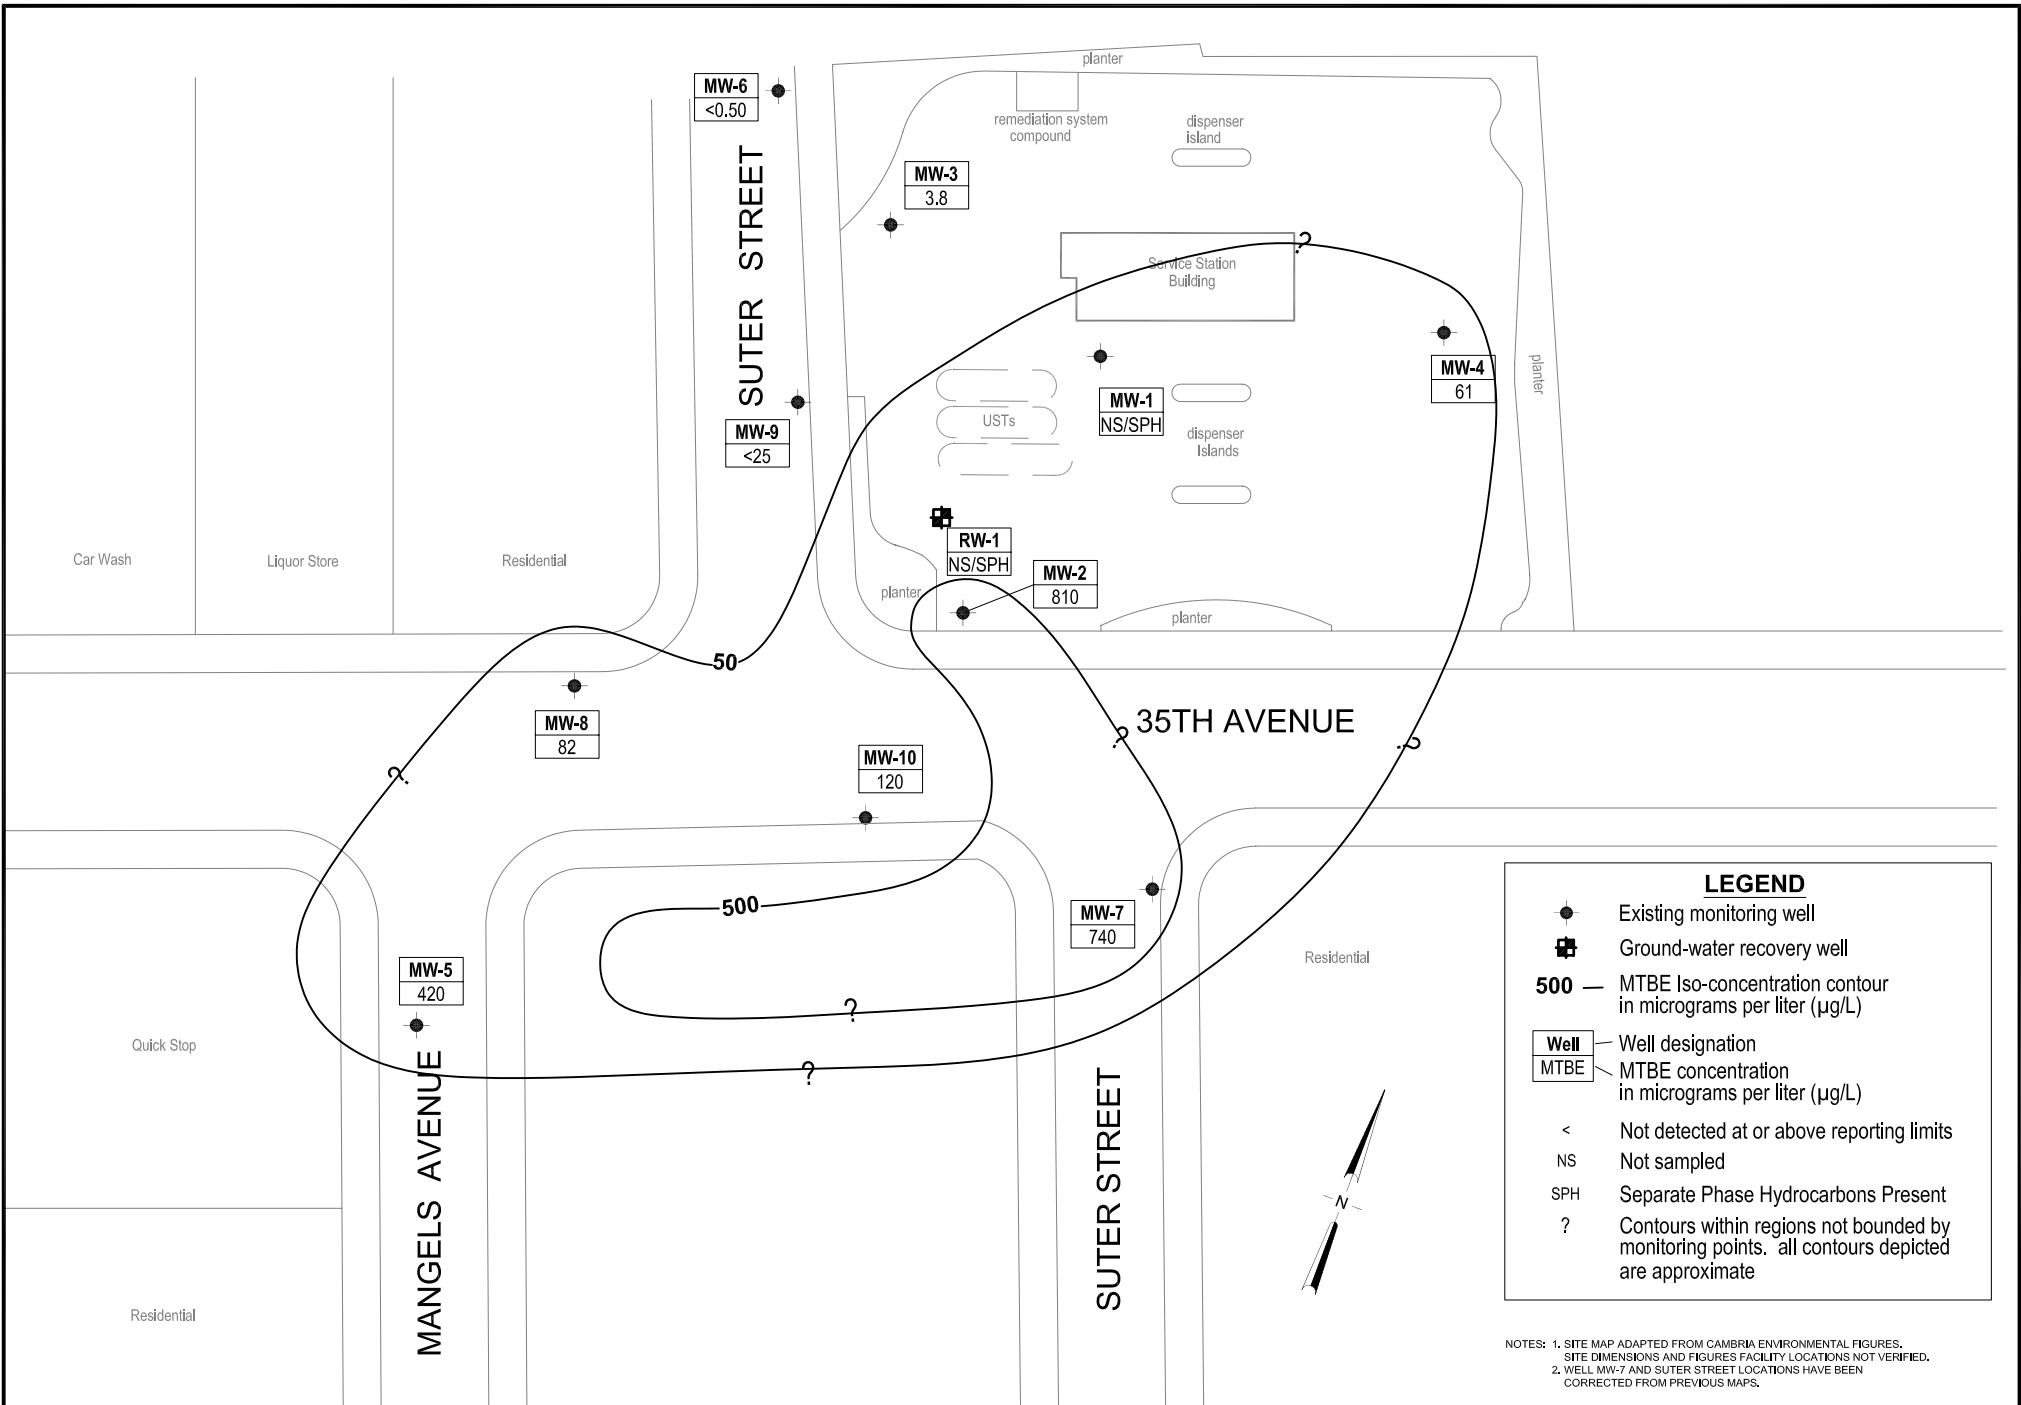 planter
MW-6
<0.50
remediation system
compound
dispenser
island
MW-3
3.8
SUTER STREET
?
Service Station
Building
MW-4
61
planter
MW-1
NS/SPH
USTs
dispenser
Islands
MW-9
<25
RW-1
NS/SPH
MW-2
810
Car Wash
Liquor Store
Residential
planter
planter
50
35TH AVENUE
?
?
MW-8
82
?
MW-10
120
500
MW-7
740
Residential
MW-5
420
?
?
Quick Stop
MANGELS AVENUE
SUTER STREET
N
Residential
LEGEND
Existing monitoring well
Ground-water recovery well
500 MTBE Iso-concentration contour
in micrograms per liter (µg/L)
Well Well designation
MTBE MTBE concentration
in micrograms per liter (µg/L)
< Not detected at or above reporting limits
NS Not sampled
SPH Separate Phase Hydrocarbons Present
? Contours within regions not bounded by
monitoring points. all contours depicted
are approximate
NOTES: 1. SITE MAP ADAPTED FROM CAMBRIA ENVIRONMENTAL FIGURES.
SITE DIMENSIONS AND FIGURES FACILITY LOCATIONS NOT VERIFIED.
2. WELL MW-7 AND SUTER STREET LOCATIONS HAVE BEEN
CORRECTED FROM PREVIOUS MAPS.